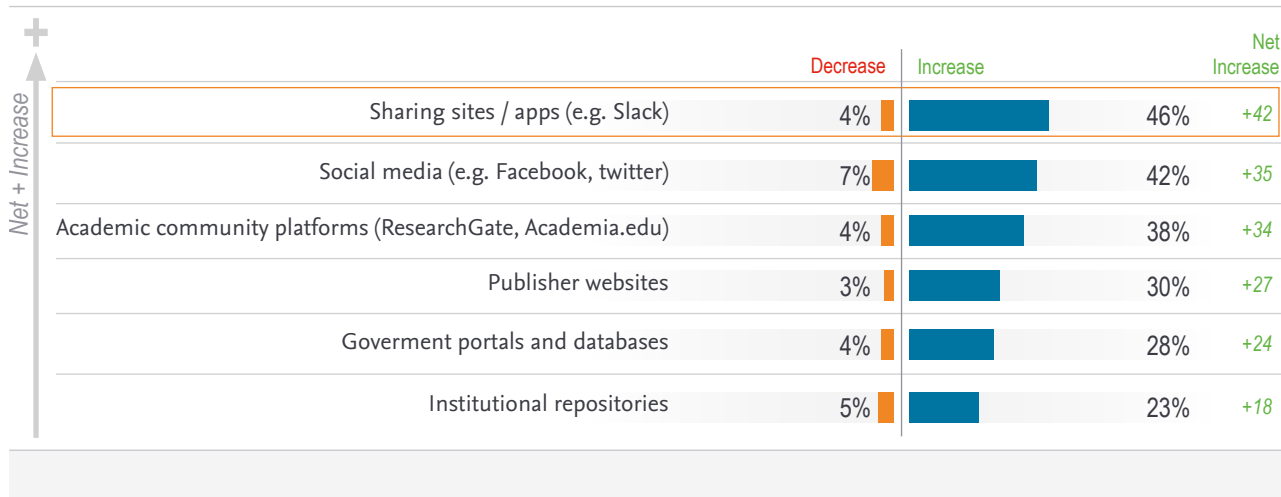 Net
Decrease Increase Increase
Sharing sites / apps (e.g. Slack) 4% 46% +42
Social media (e.g. Facebook, twitter) 7% 42% +35
Academic community platforms (ResearchGate, Academia.edu) 4% 38% +34
Publisher websites 3% 30% +27
Goverment portals and databases 4% 28% +24
Institutional repositories 5% 23% +18
Net + Increase